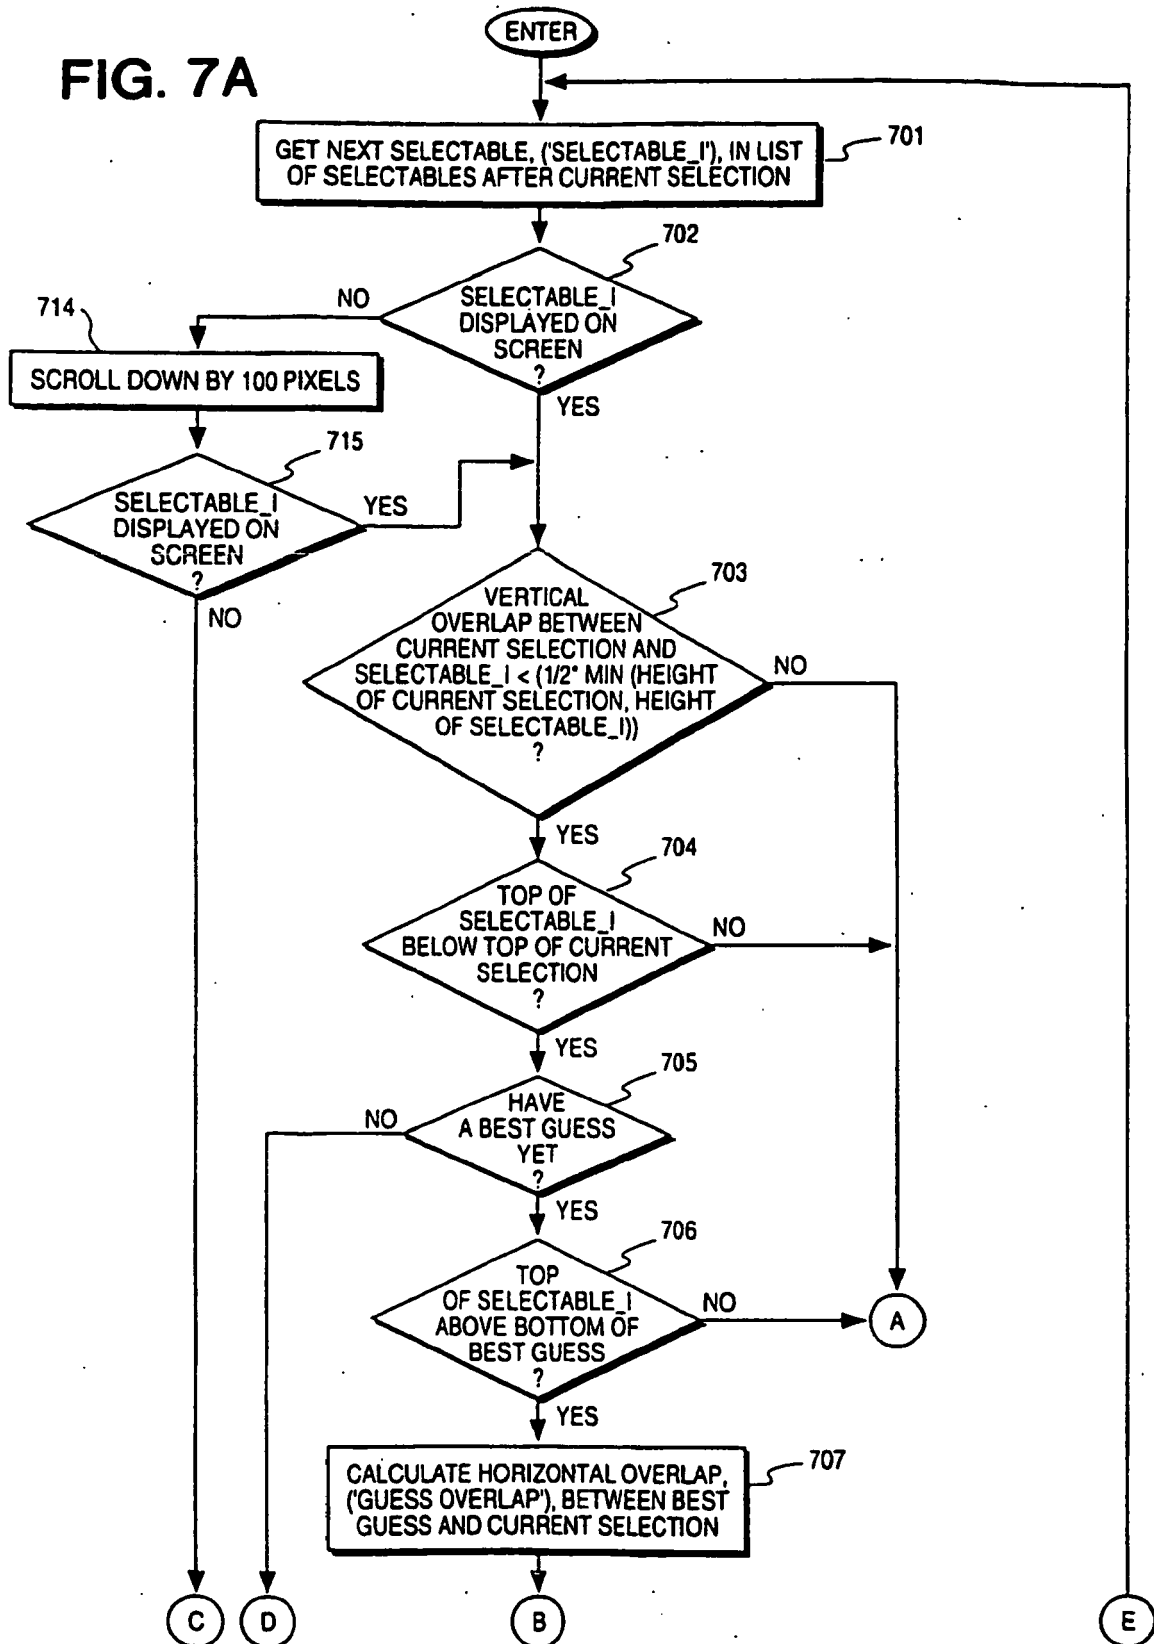 FIG. 7A
ENTER
GET NEXT SELECTABLE, ('SELECTABLE_I'), IN LIST
OF SELECTABLES AFTER CURRENT SELECTION
701
702
SELECTABLE_I
DISPLAYED ON
SCREEN
?
NO
YES
714
SCROLL DOWN BY 100 PIXELS
715
SELECTABLE_I
DISPLAYED ON
SCREEN
?
YES
NO
703
VERTICAL
OVERLAP BETWEEN
CURRENT SELECTION AND
SELECTABLE_I < (1/2* MIN (HEIGHT
OF CURRENT SELECTION, HEIGHT
OF SELECTABLE_I))
?
NO
YES
704
TOP OF
SELECTABLE_I
BELOW TOP OF CURRENT
SELECTION
?
NO
YES
705
HAVE
A BEST GUESS
YET
?
NO
YES
706
TOP
OF SELECTABLE_I
ABOVE BOTTOM OF
BEST GUESS
?
NO
A
YES
707
CALCULATE HORIZONTAL OVERLAP,
('GUESS OVERLAP'), BETWEEN BEST
GUESS AND CURRENT SELECTION
C
D
B
E